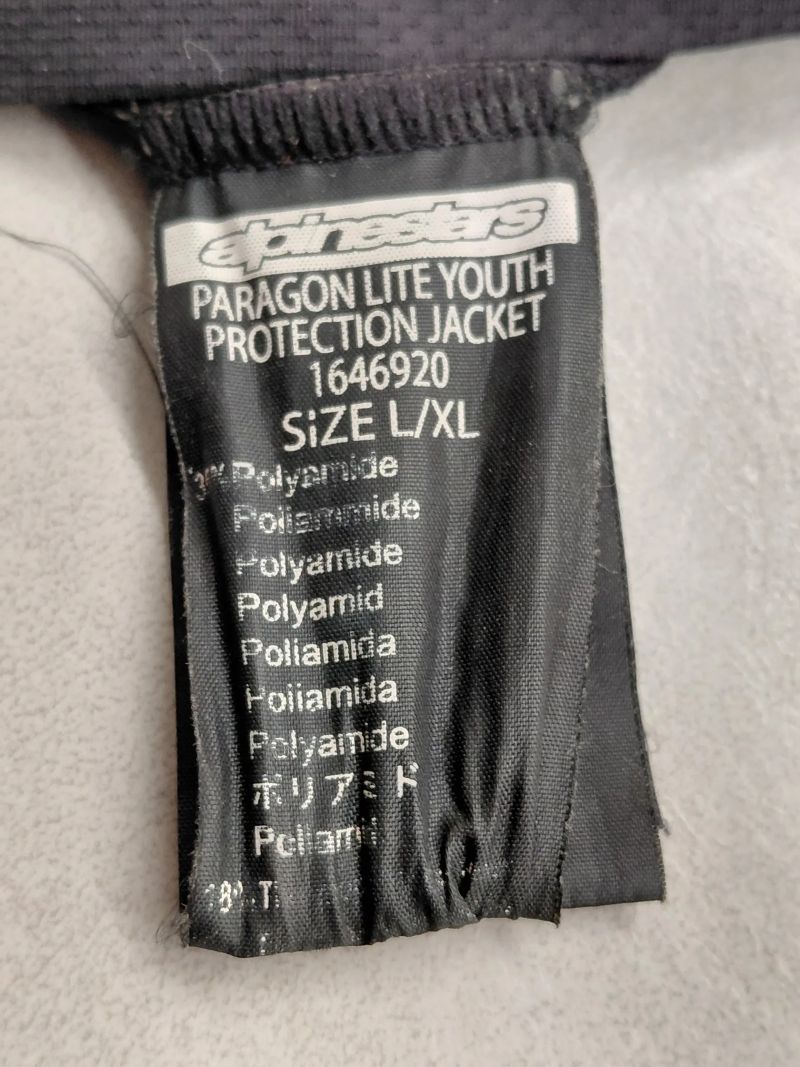 alpinestars
PARAGON LITE YOUTH
PROTECTION JACKET
1646920
SiZE L/XL
Polyamide
Poliammide
Polyamide
Polyamid
Poliamida
Poliamida
Polyamide
ポリアミド
Poliamid